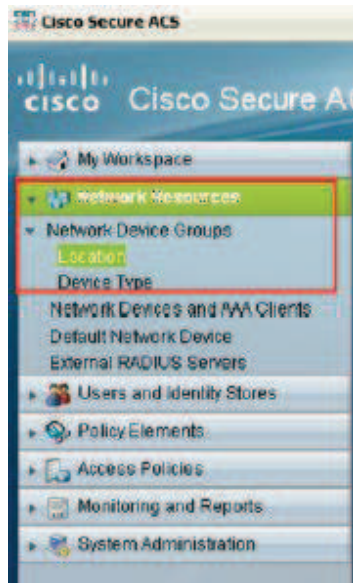 Cisco Secure ACS
CISCO Cisco Secure A
My Workspace
Network Resources
Network Device Groups
Location
Device Type
Network Devices and AAA Clients
Default Network Device
External RADIUS Servers
Users and Identity Stores
Policy Elements
Access Policies
Monitoring and Reports
System Administration